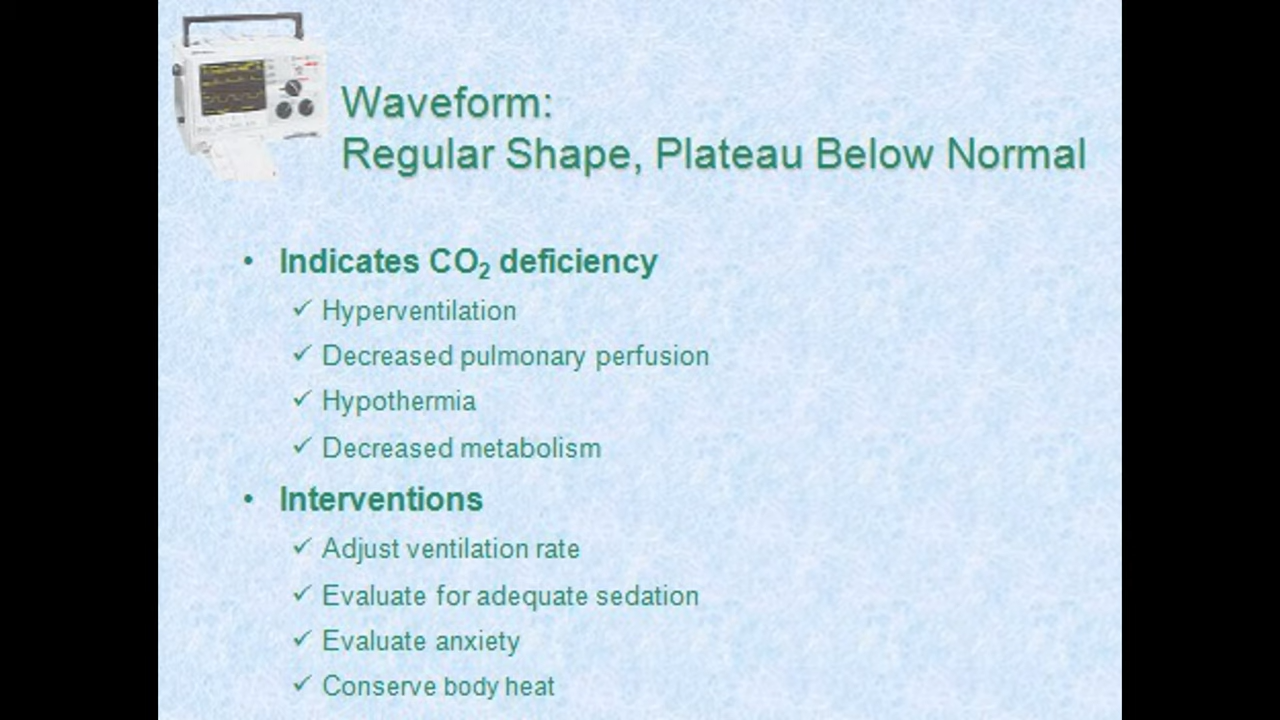 Waveform:
Regular Shape, Plateau Below Normal
• Indicates CO₂ deficiency
✓ Hyperventilation
✓ Decreased pulmonary perfusion
✓ Hypothermia
✓ Decreased metabolism
• Interventions
✓ Adjust ventilation rate
✓ Evaluate for adequate sedation
✓ Evaluate anxiety
✓ Conserve body heat